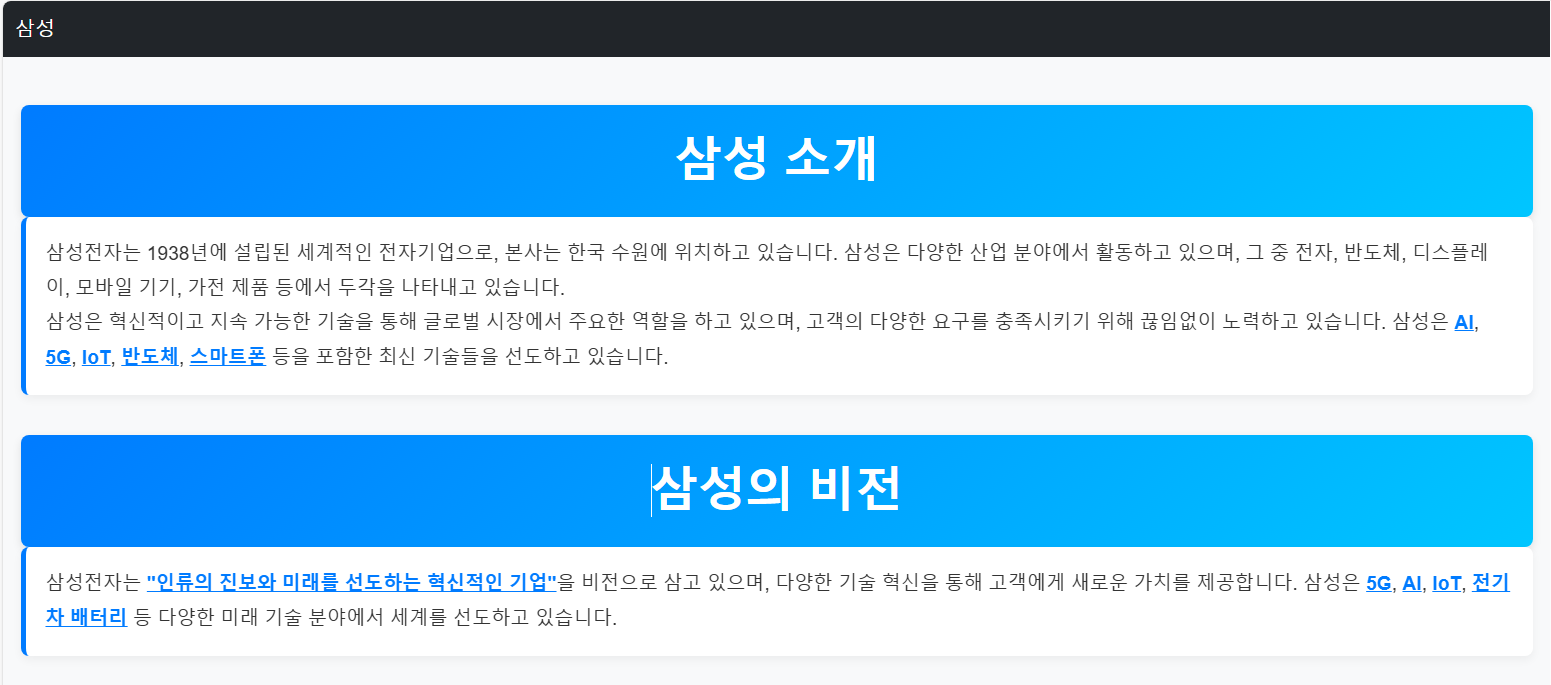 삼성
삼성 소개
삼성전자는 1938년에 설립된 세계적인 전자기업으로, 본사는 한국 수원에 위치하고 있습니다. 삼성은 다양한 산업 분야에서 활동하고 있으며, 그 중 전자, 반도체, 디스플레
이, 모바일 기기, 가전 제품 등에서 두각을 나타내고 있습니다.
삼성은 혁신적이고 지속 가능한 기술을 통해 글로벌 시장에서 주요한 역할을 하고 있으며, 고객의 다양한 요구를 충족시키기 위해 끊임없이 노력하고 있습니다. 삼성은 AI,
5G, IoT, 반도체, 스마트폰 등을 포함한 최신 기술들을 선도하고 있습니다.
삼성의 비전
삼성전자는 "인류의 진보와 미래를 선도하는 혁신적인 기업"을 비전으로 삼고 있으며, 다양한 기술 혁신을 통해 고객에게 새로운 가치를 제공합니다. 삼성은 5G, AI, IoT, 전기
차 배터리 등 다양한 미래 기술 분야에서 세계를 선도하고 있습니다.